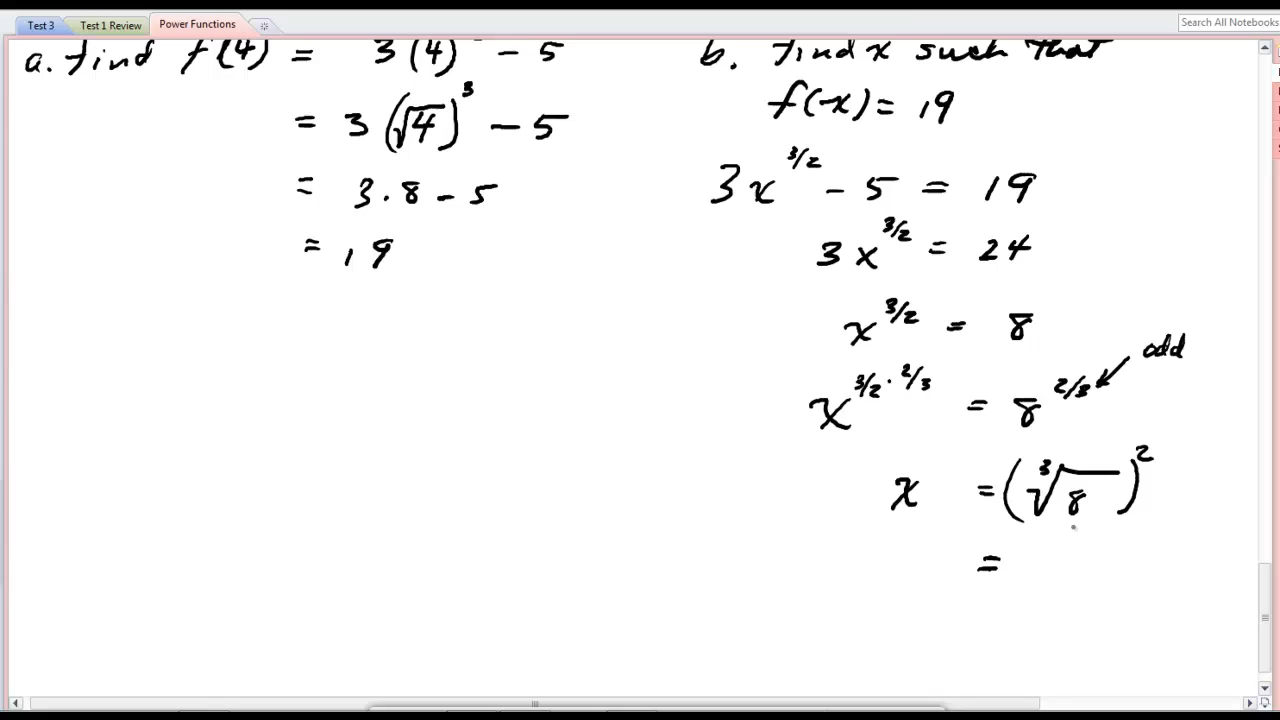 Test 3 Test 1 Review Power Functions
Search All Notebooks
a. find f(4) = 3(4) - 5
= 3(√4)^3 - 5
= 3·8 - 5
= 19
b. find x such that
f(x) = 19
3x^3/2 - 5 = 19
3x^3/2 = 24
x^3/2 = 8
odd
x^3/2·2/3 = 8^2/3
x = (∛8)^2
=